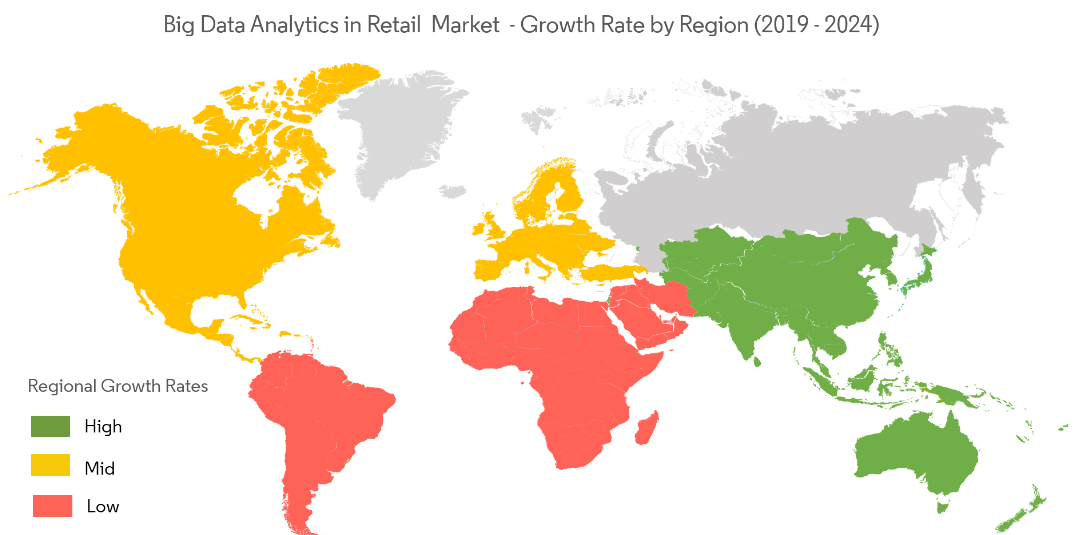 Big Data Analytics in Retail Market - Growth Rate by Region (2019 - 2024)
Regional Growth Rates
High
Mid
Low